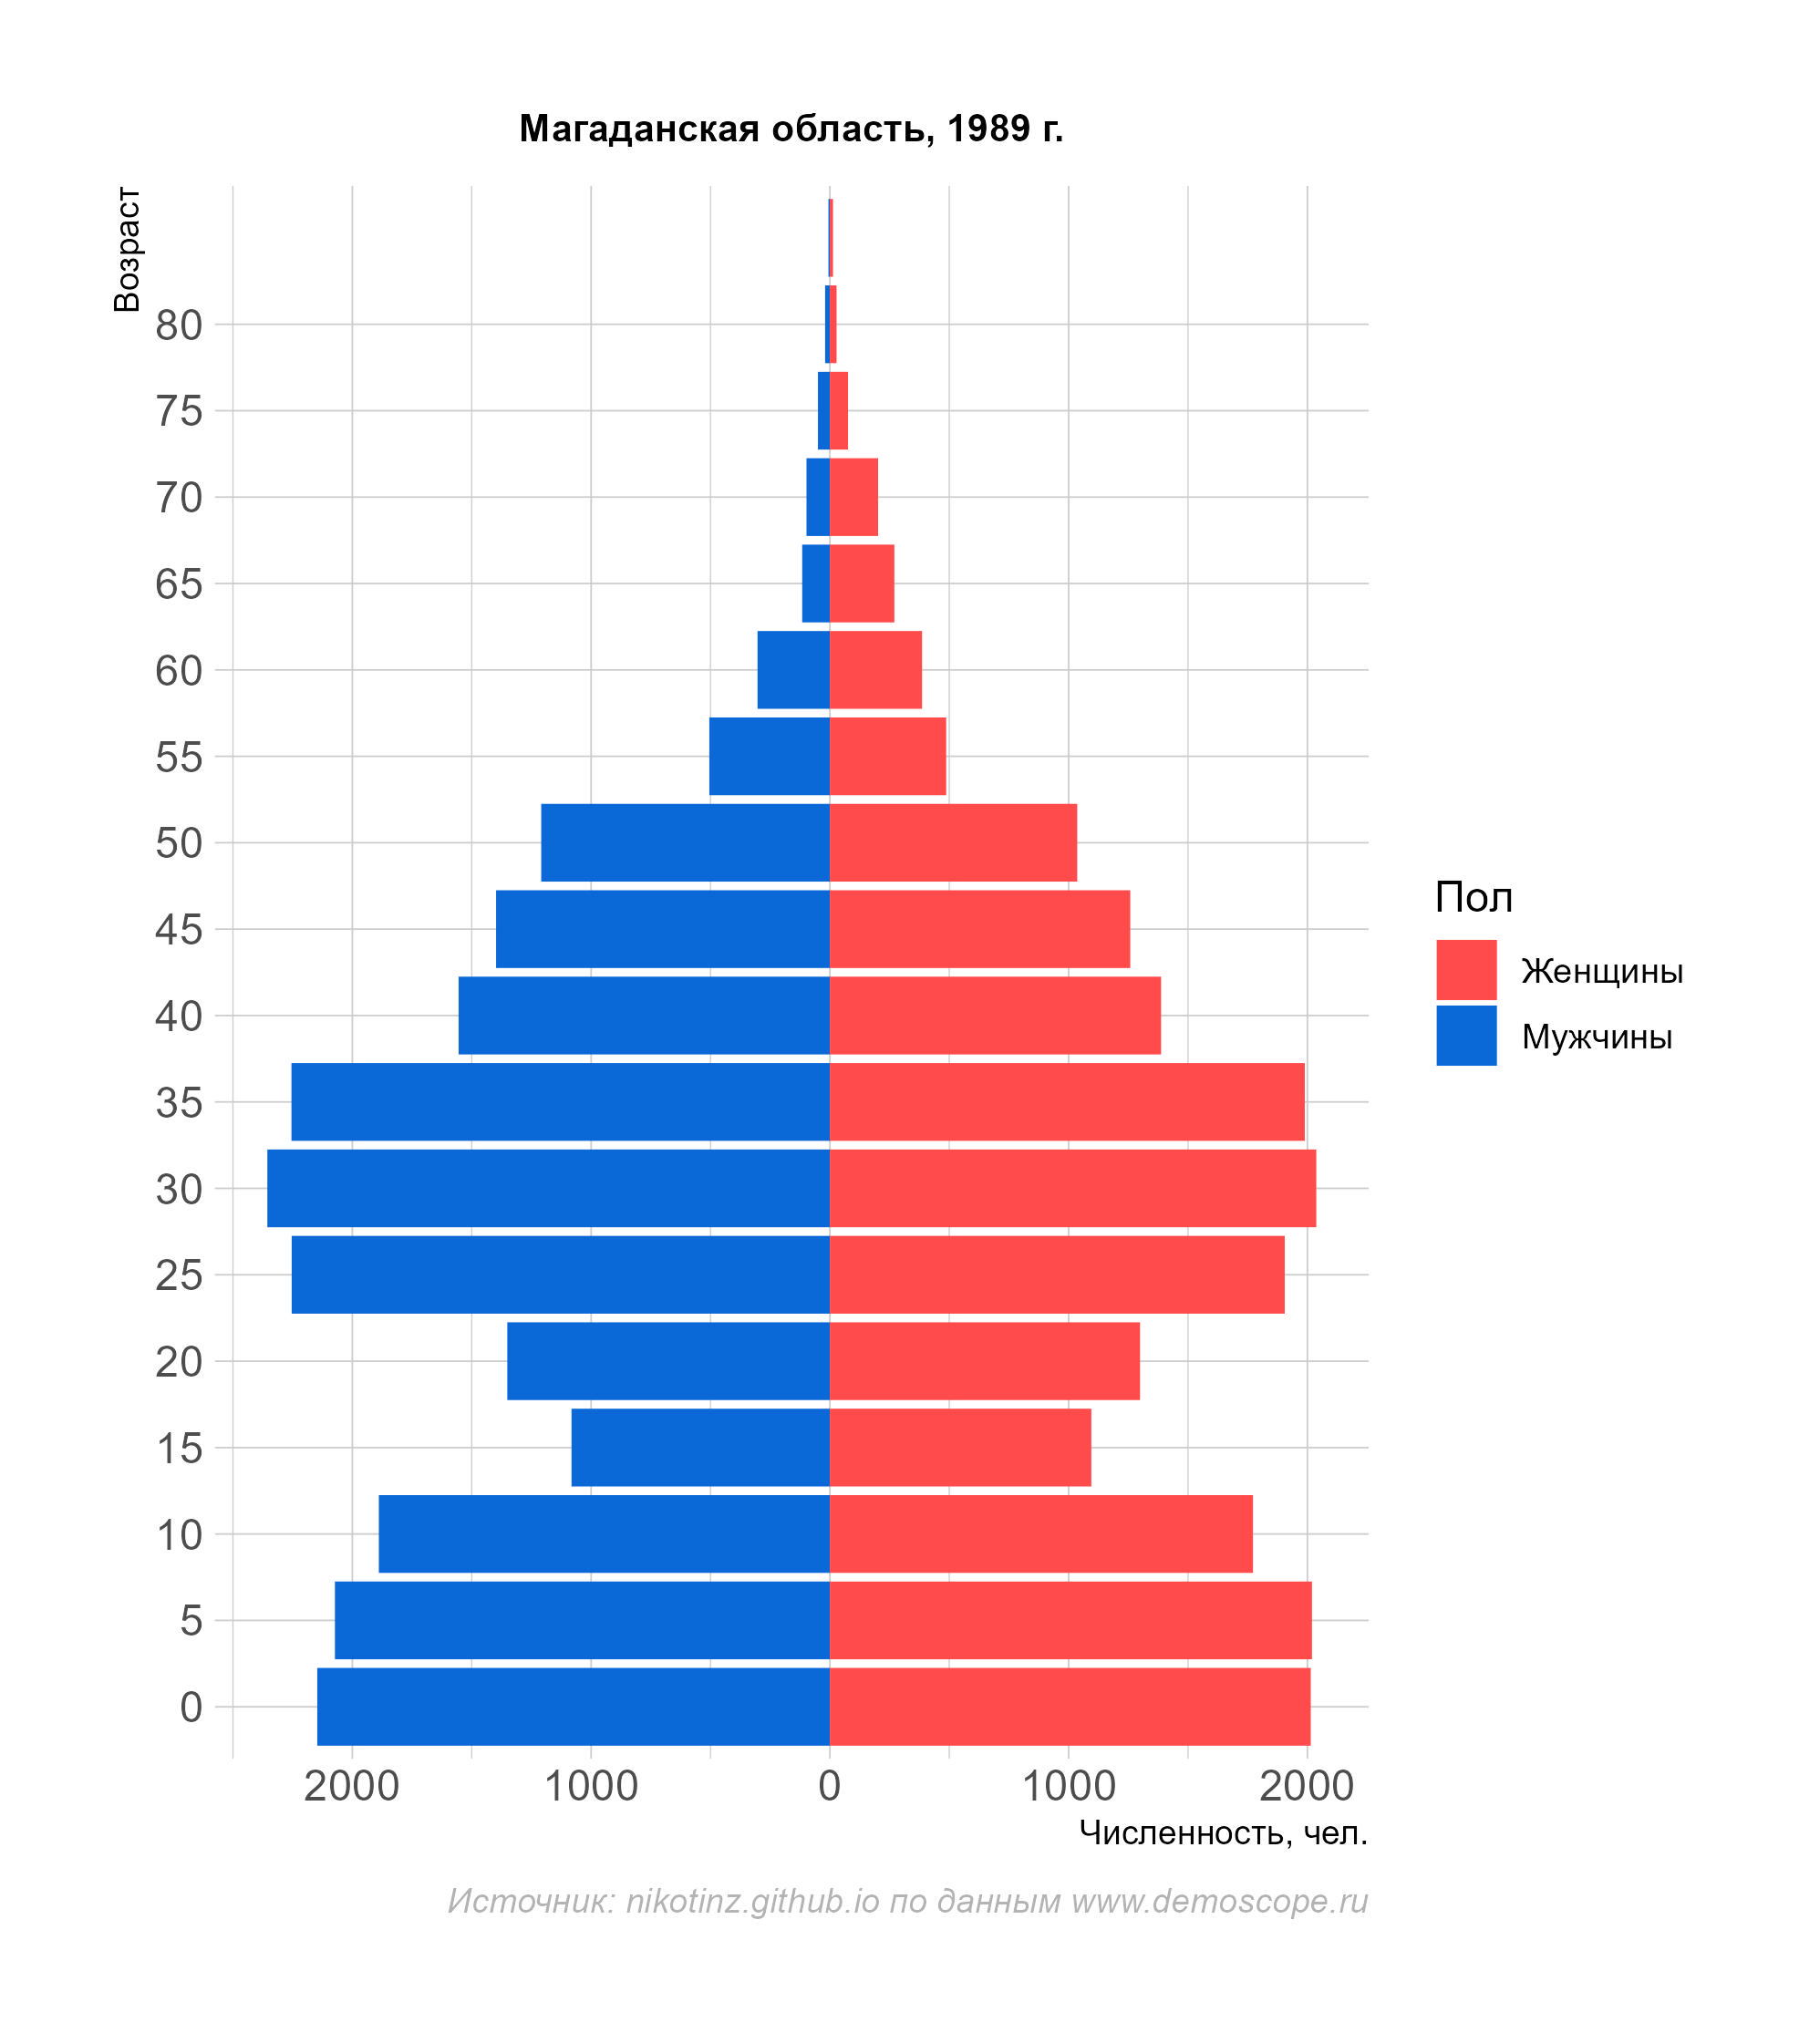 Магаданская область, 1989 г.
Возраст
80
75
70
65
60
55
50
45
40
35
30
25
20
15
10
5
0
2000 1000 0 1000 2000
Численность, чел.
Пол
Женщины
Мужчины
Источник: nikotinz.github.io по данным www.demoscope.ru